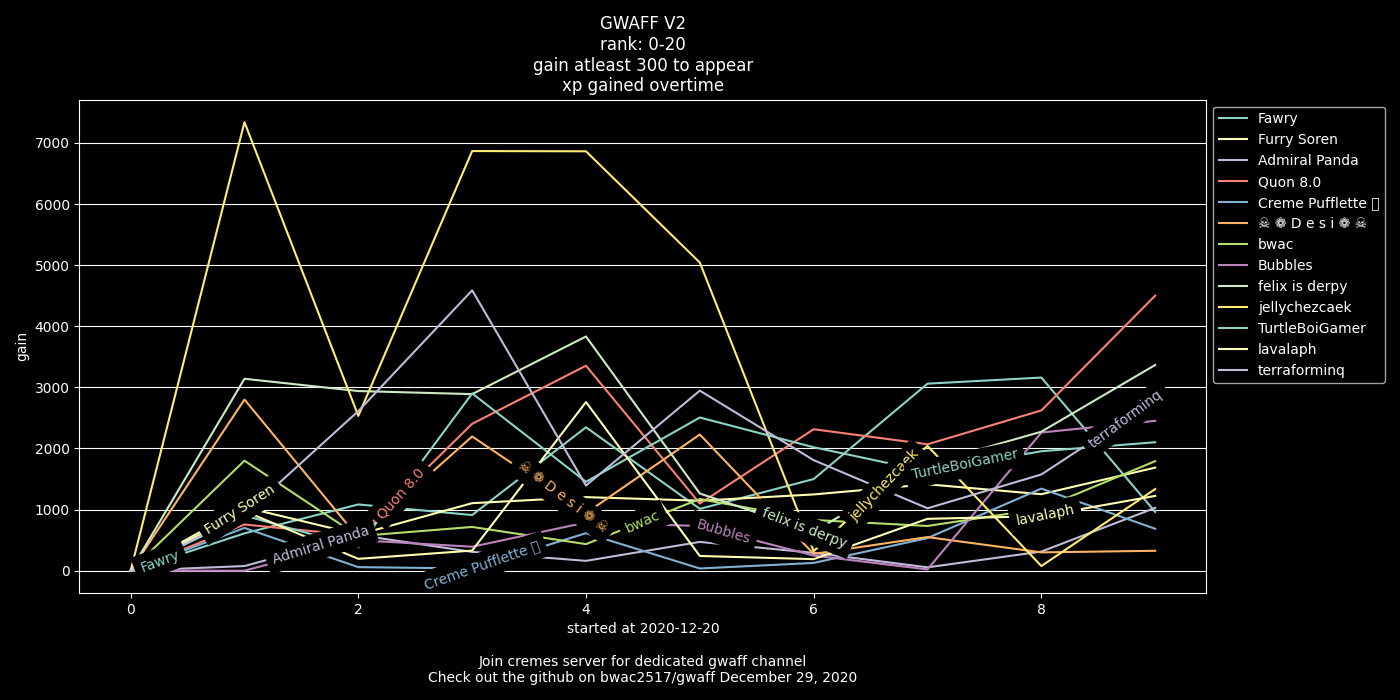 GWAFF V2
rank: 0-20
gain atleast 300 to appear
xp gained overtime
gain
7000
6000
5000
4000
3000
2000
1000
0
0 2 4 6 8
started at 2020-12-20
Join cremes server for dedicated gwaff channel
Check out the github on bwac2517/gwaff December 29, 2020
Fawry
Furry Soren
Admiral Panda
Quon 8.0
Creme Pufflette
☠ ❁ D e s i ❁ ☠
bwac
Bubbles
felix is derpy
jellychezcaek
TurtleBoiGamer
lavalaph
terraforminq
Fawry
Furry Soren
Admiral Panda
Quon 8.0
Creme Pufflette
☠ ❁ D e s i ❁ ☠
bwac
Bubbles
felix is derpy
jellychezcaek
TurtleBoiGamer
lavalaph
terraforminq